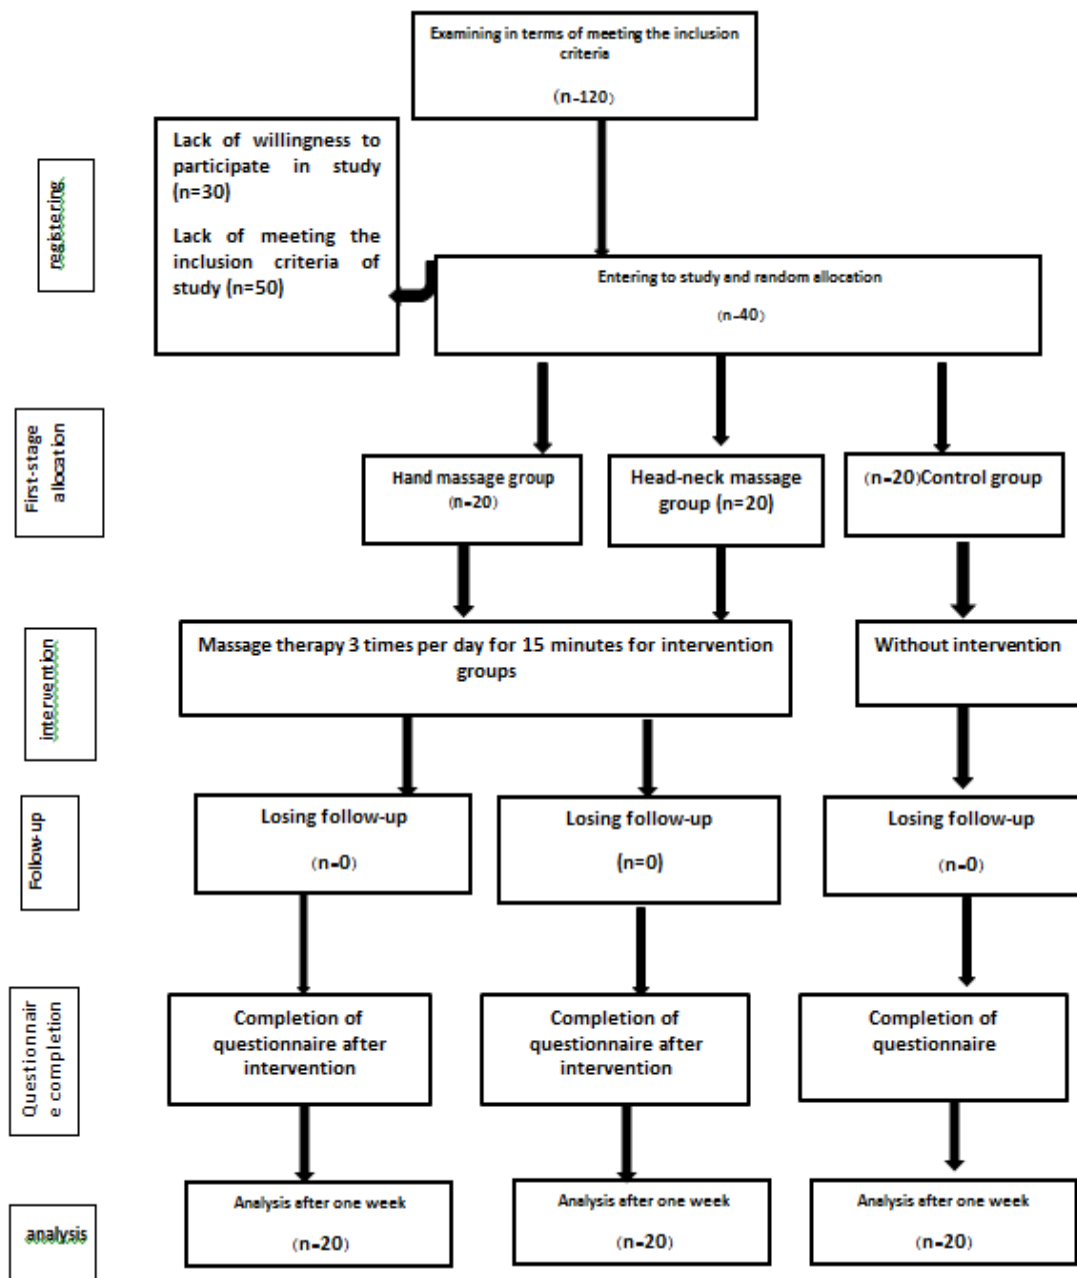 Examining in terms of meeting the inclusion
criteria
(n-120)
Lack of willingness to
participate in study
(n=30)
Lack of meeting the
inclusion criteria of
study (n=50)
registering
Entering to study and random allocation
(n-40)
First-stage
allocation
Hand massage group
(n-20)
Head-neck massage
group (n=20)
(n-20)Control group
intervention
Massage therapy 3 times per day for 15 minutes for intervention
groups
Without intervention
Follow-up
Losing follow-up
(n-0)
Losing follow-up
(n=0)
Losing follow-up
(n-0)
Questionnair
e completion
Completion of
questionnaire after
intervention
Completion of
questionnaire after
intervention
Completion of
questionnaire
analysis
Analysis after one week
(n-20)
Analysis after one week
(n-20)
Analysis after one week
(n-20)